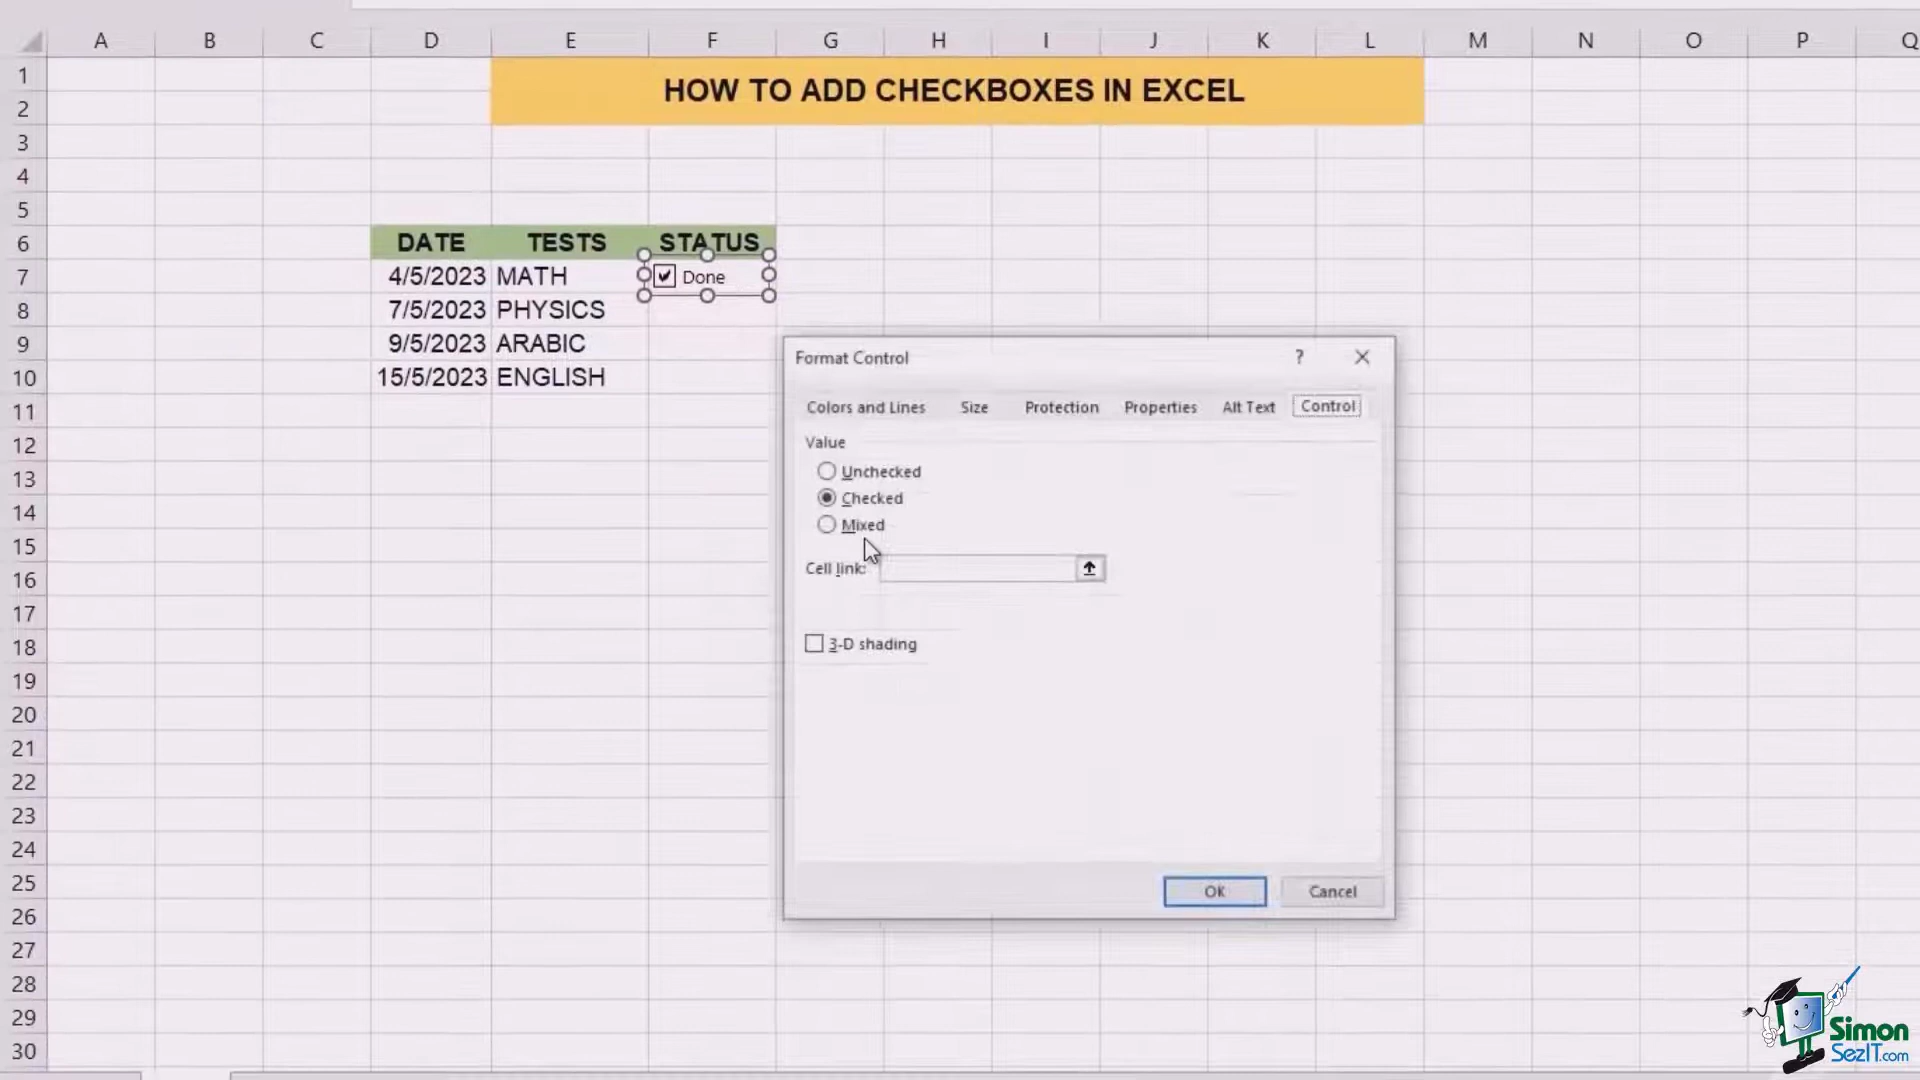 A B C D E F G H I J K L M N O P Q
1 HOW TO ADD CHECKBOXES IN EXCEL
2
3
4
5
6 DATE TESTS STATUS
7 4/5/2023 MATH Done
8 7/5/2023 PHYSICS
9 9/5/2023 ARABIC
10 15/5/2023 ENGLISH
11
12
13
14
15
16
17
18
19
20
21
22
23
24
25
26
27
28
29
30
Format Control ?
Colors and Lines Size Protection Properties Alt Text Control
Value
Unchecked
Checked
Mixed
Cell link:
3-D shading
OK Cancel
Simon
SezIT.com